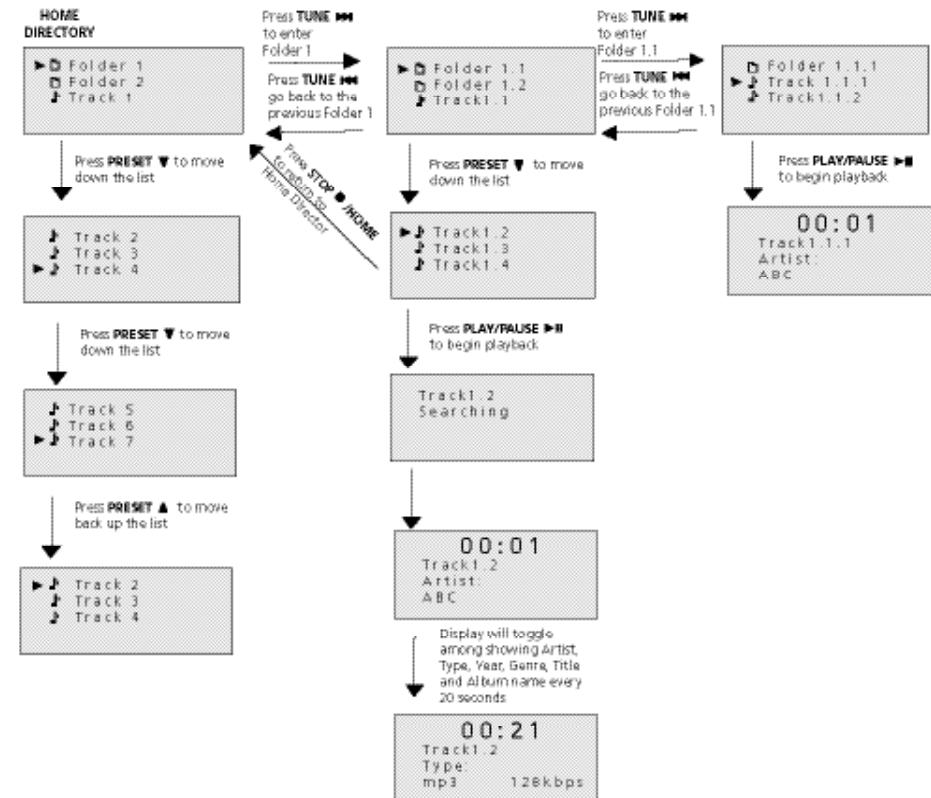 HOME
DIRECTORY
▶ Folder 1
Folder 2
♪ Track 1
Press TUNE ⏭
to enter
Folder 1
Press TUNE ⏮
go back to the
previous Folder 1
▶ Folder 1.1
Folder 1.2
♪ Track1.1
Press TUNE ⏭
to enter
Folder 1.1
Press TUNE ⏮
go back to the
previous Folder 1.1
Folder 1.1.1
▶ ♪ Track 1.1.1
♪ Track1.1.2
Press PRESET ▼ to move
down the list
Press STOP ■ /HOME
to return to
Home Director
Press PRESET ▼ to move
down the list
Press PLAY/PAUSE ▶⏸
to begin playback
♪ Track 2
♪ Track 3
▶ ♪ Track 4
▶ ♪ Track1.2
♪ Track1.3
♪ Track1.4
00:01
Track1.1.1
Artist:
ABC
Press PRESET ▼ to move
down the list
Press PLAY/PAUSE ▶⏸
to begin playback
♪ Track 5
♪ Track 6
▶ ♪ Track 7
Track1.2
Searching
Press PRESET ▲ to move
back up the list
▶ ♪ Track 2
♪ Track 3
♪ Track 4
00:01
Track1.2
Artist:
ABC
Display will toggle
among showing Artist,
Type, Year, Genre, Title
and Album name every
20 seconds
00:21
Track1.2
Type:
mp3 128kbps